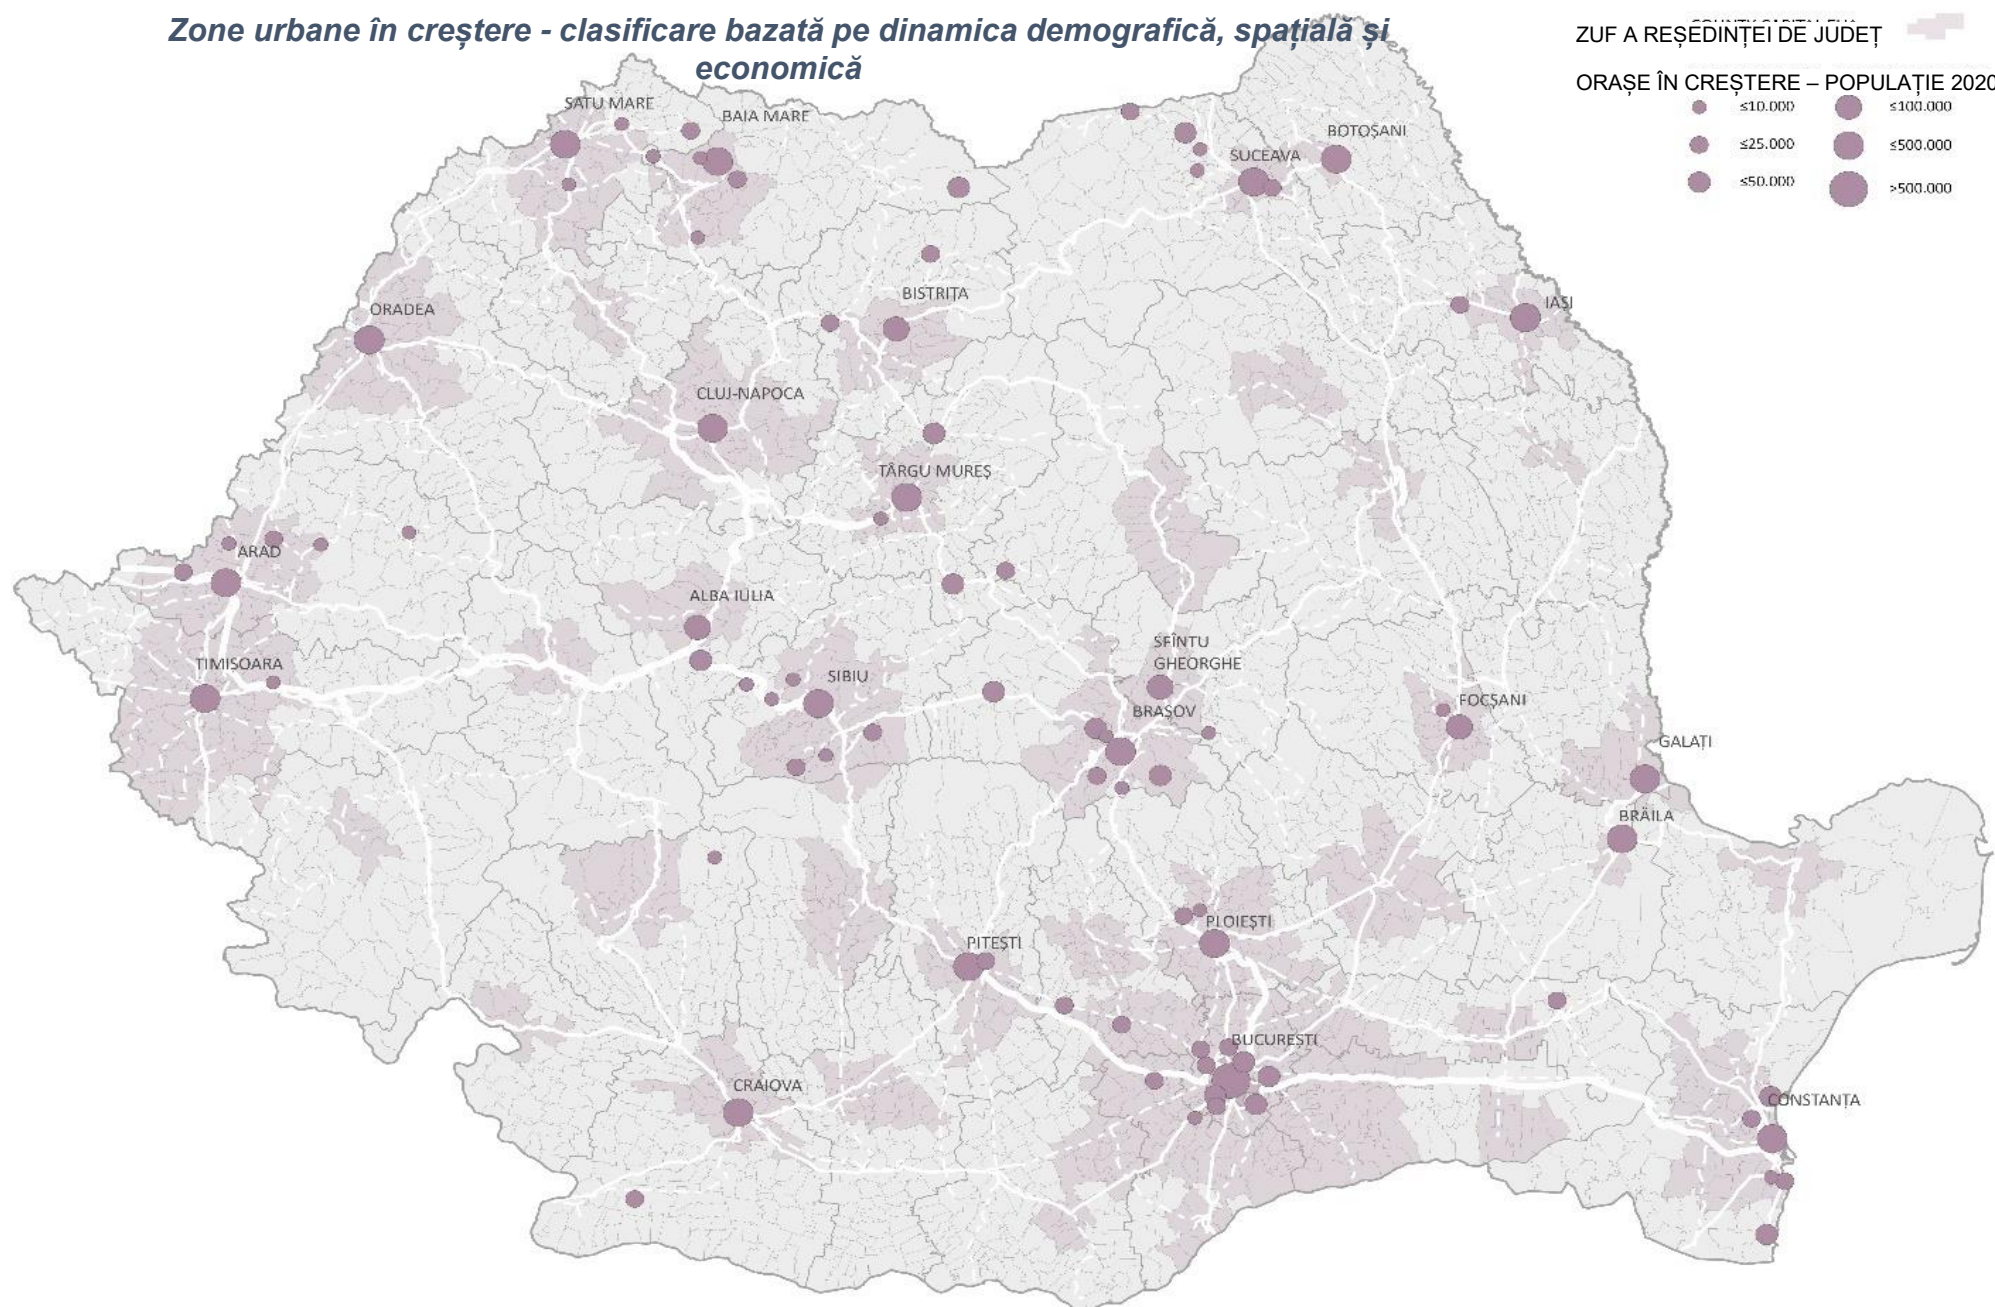 Zone urbane în creștere - clasificare bazată pe dinamica demografică, spațială și
economică
ZUF A REȘEDINȚEI DE JUDEȚ
ORAȘE ÎN CREȘTERE – POPULAȚIE 2020
≤10.000
≤100.000
≤25.000
≤500.000
≤50.000
>500.000
SATU MARE
BAIA MARE
BOTOȘANI
SUCEAVA
BISTRIȚA
IAȘI
ORADEA
CLUJ-NAPOCA
TÂRGU MUREȘ
ARAD
ALBA IULIA
TIMIȘOARA
SIBIU
SFÎNTU
GHEORGHE
BRAȘOV
FOCȘANI
GALAȚI
BRĂILA
PLOIEȘTI
PITEȘTI
BUCUREȘTI
CRAIOVA
CONSTANȚA